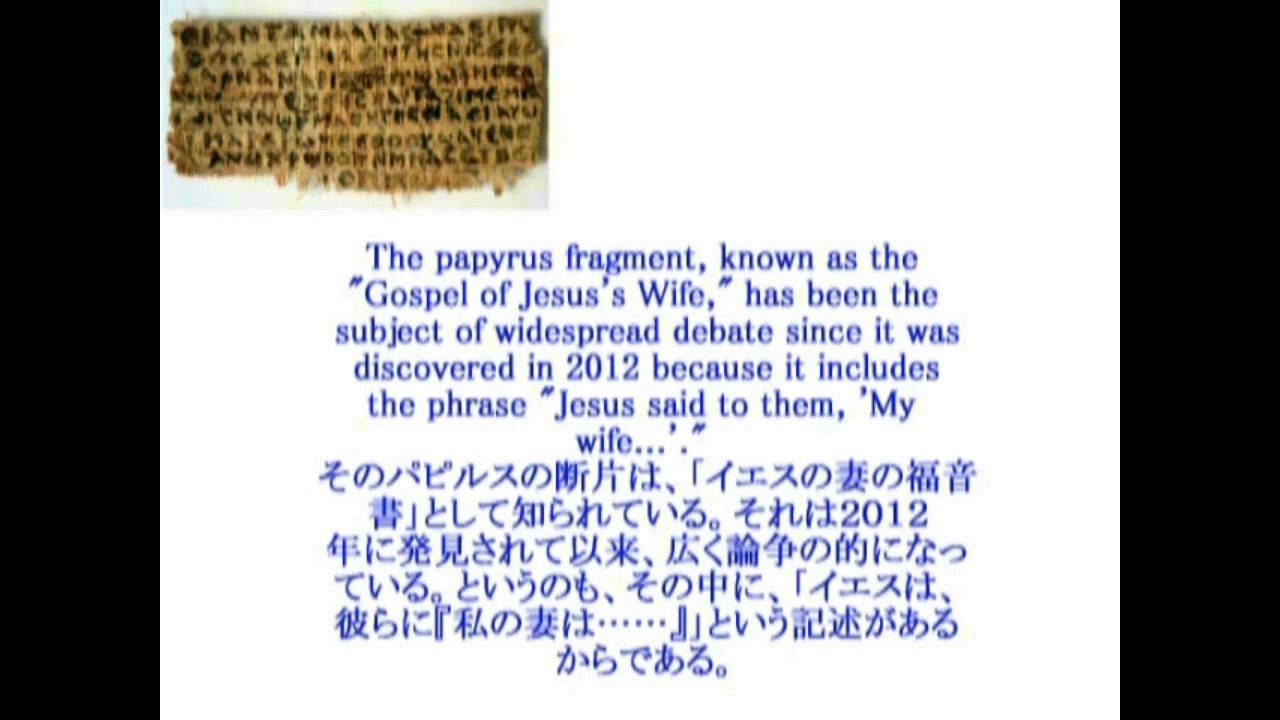 The papyrus fragment, known as the
"Gospel of Jesus's Wife," has been the
subject of widespread debate since it was
discovered in 2012 because it includes
the phrase "Jesus said to them, 'My
wife...'."
そのパピルスの断片は、「イエスの妻の福音
書」として知られている。それは2012
年に発見されて以来、広く論争の的になっ
ている。というのも、その中に、「イエスは、
彼らに『私の妻は……』」という記述がある
からである。